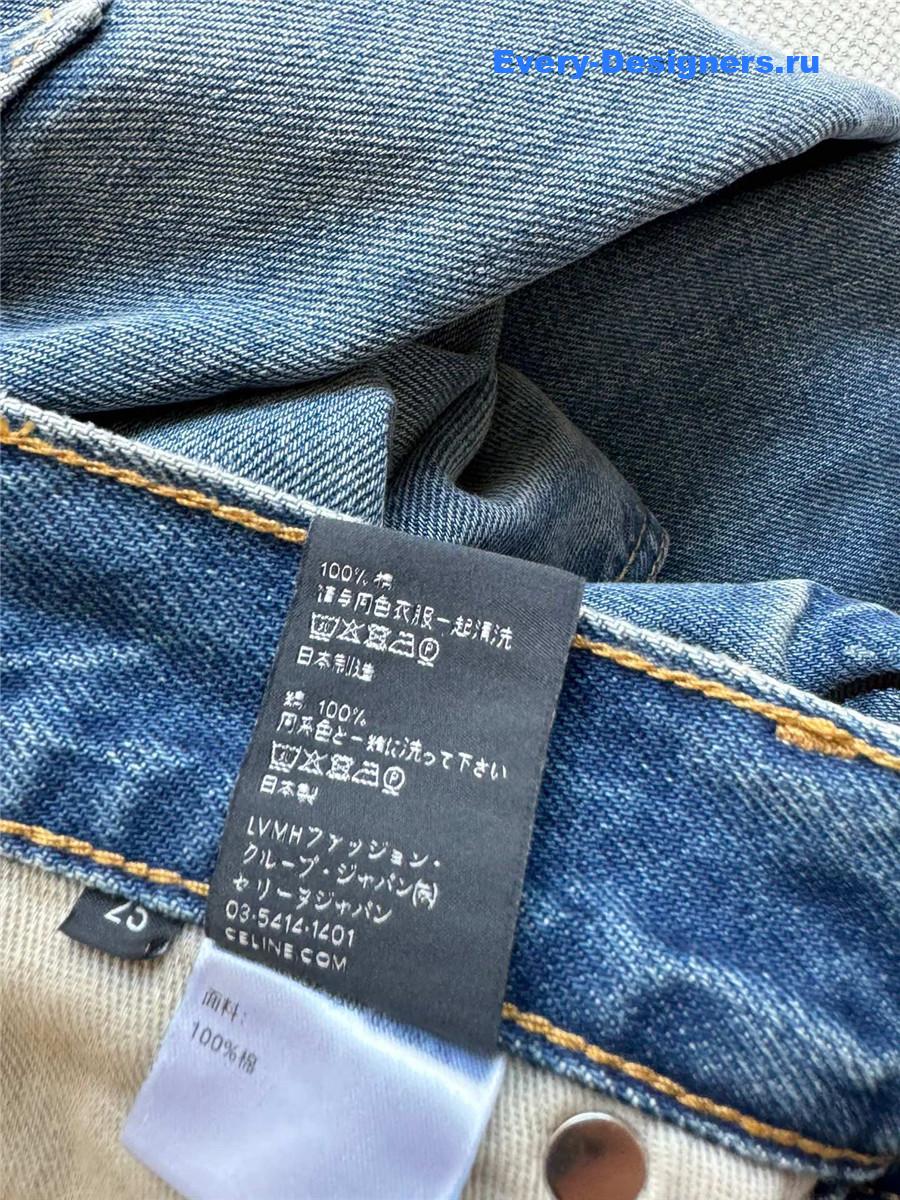 Every-Designers.ru
100% 棉
请与同色衣服一起清洗
日本制造
綿 100%
同系色と一緒に洗って下さい
日本製
LVMHファッション・
グループ・ジャパン㈱
セリーヌジャパン
03-5414-1401
CELINE.COM
25
面料:
100%棉